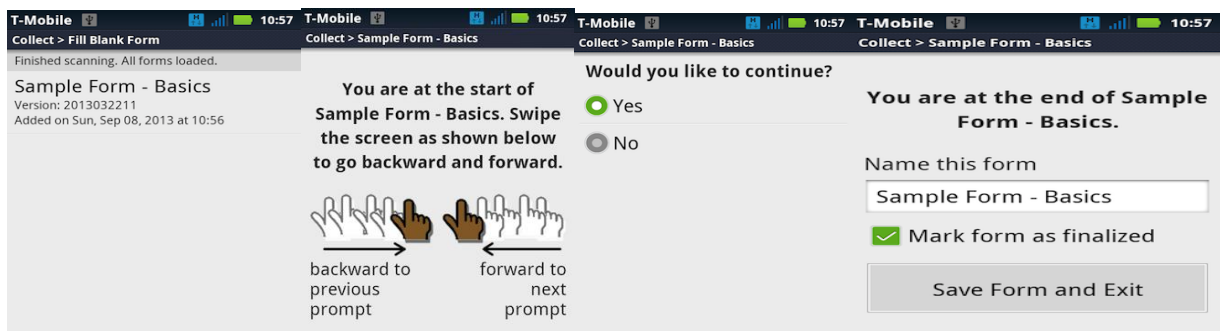 T-Mobile 10:57
Collect > Fill Blank Form
Finished scanning. All forms loaded.
Sample Form - Basics
Version: 2013032211
Added on Sun, Sep 08, 2013 at 10:56
T-Mobile 10:57
Collect > Sample Form - Basics
You are at the start of
Sample Form - Basics. Swipe
the screen as shown below
to go backward and forward.
backward to
previous
prompt
forward to
next
prompt
T-Mobile 10:57
Collect > Sample Form - Basics
Would you like to continue?
Yes
No
T-Mobile 10:57
Collect > Sample Form - Basics
You are at the end of Sample
Form - Basics.
Name this form
Sample Form - Basics
Mark form as finalized
Save Form and Exit